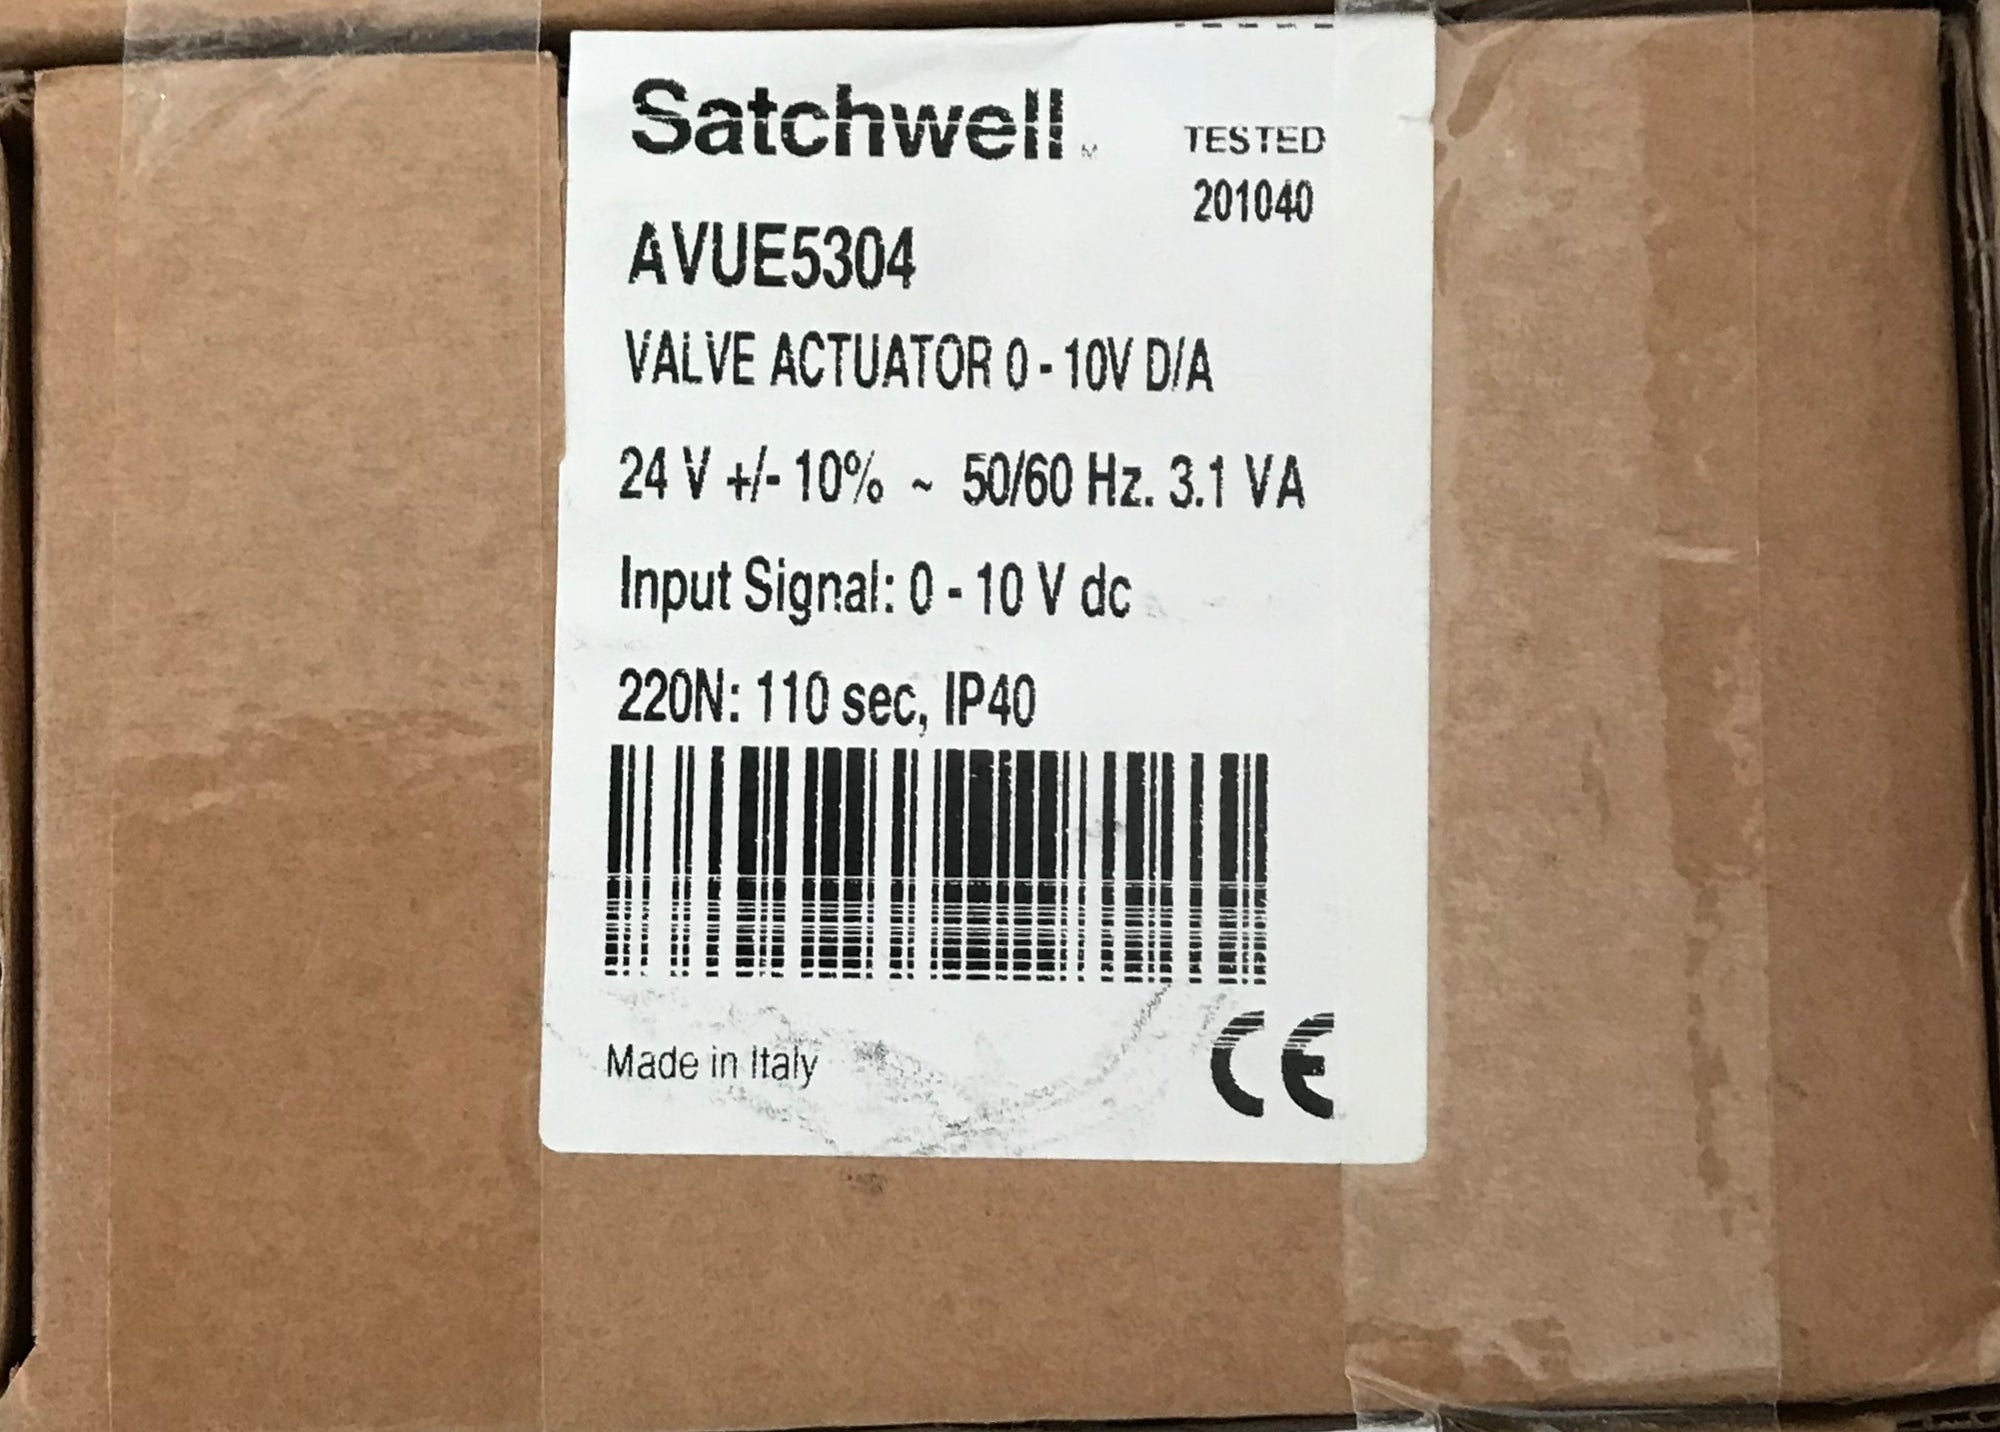 Satchwell
TESTED
201040
AVUE5304
VALVE ACTUATOR 0 - 10V D/A
24 V +/- 10% ~ 50/60 Hz. 3.1 VA
Input Signal: 0 - 10 V dc
220N: 110 sec, IP40
Made in Italy
CE